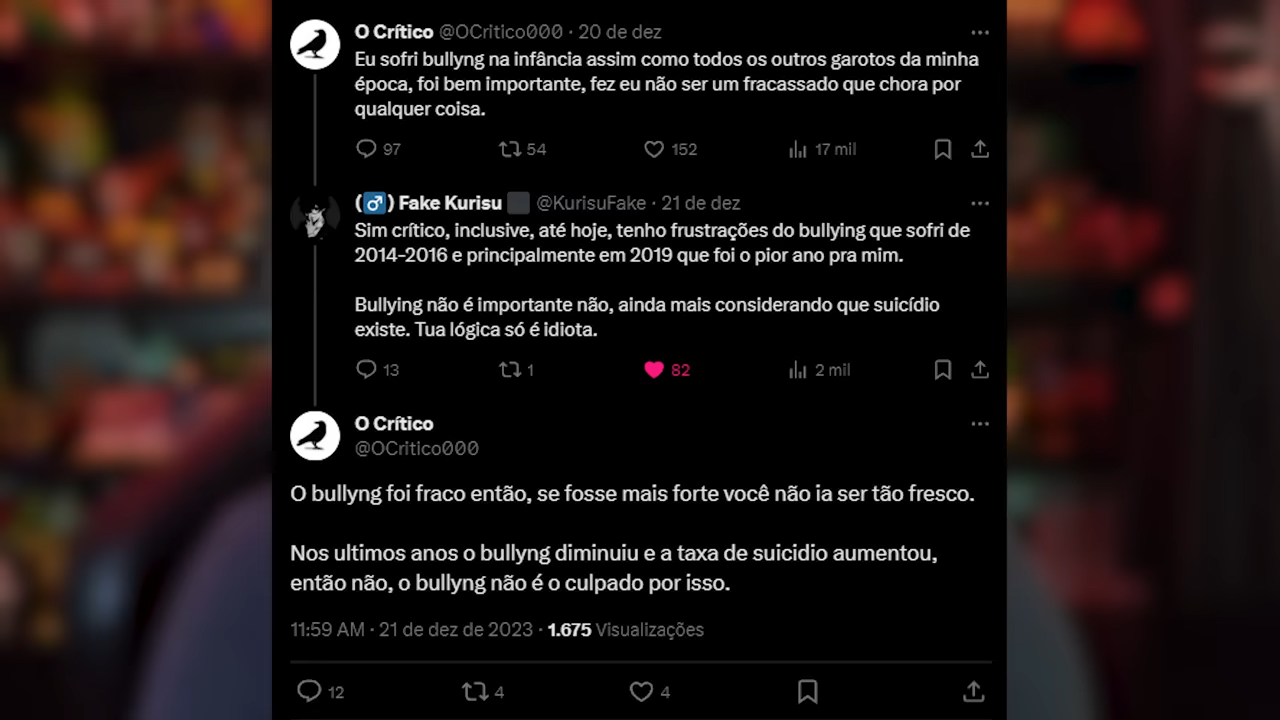 O Crítico @OCritico000 · 20 de dez
Eu sofri bullyng na infância assim como todos os outros garotos da minha
época, foi bem importante, fez eu não ser um fracassado que chora por
qualquer coisa.
97 54 152 17 mil
(♂️) Fake Kurisu @KurisuFake · 21 de dez
Sim crítico, inclusive, até hoje, tenho frustrações do bullying que sofri de
2014-2016 e principalmente em 2019 que foi o pior ano pra mim.
Bullying não é importante não, ainda mais considerando que suicídio
existe. Tua lógica só é idiota.
13 1 82 2 mil
O Crítico
@OCritico000
O bullyng foi fraco então, se fosse mais forte você não ia ser tão fresco.
Nos ultimos anos o bullyng diminuiu e a taxa de suicidio aumentou,
então não, o bullyng não é o culpado por isso.
11:59 AM · 21 de dez de 2023 · 1.675 Visualizações
12 4 4